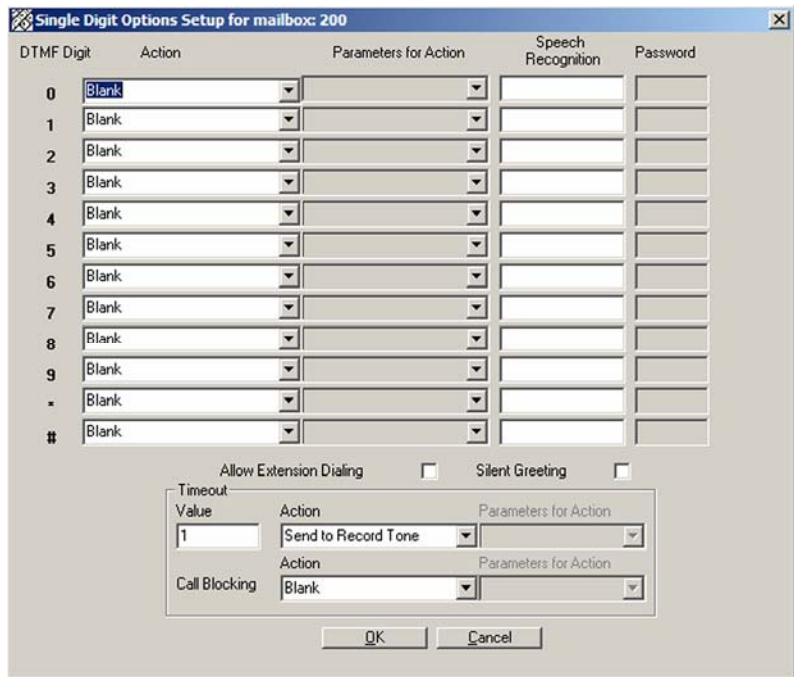 Single Digit Options Setup for mailbox: 200
DTMF Digit Action Parameters for Action Speech Recognition Password
0 Blank
1 Blank
2 Blank
3 Blank
4 Blank
5 Blank
6 Blank
7 Blank
8 Blank
9 Blank
* Blank
# Blank
Allow Extension Dialing Silent Greeting
Timeout
Value Action Parameters for Action
1 Send to Record Tone
Action Parameters for Action
Call Blocking Blank
OK Cancel